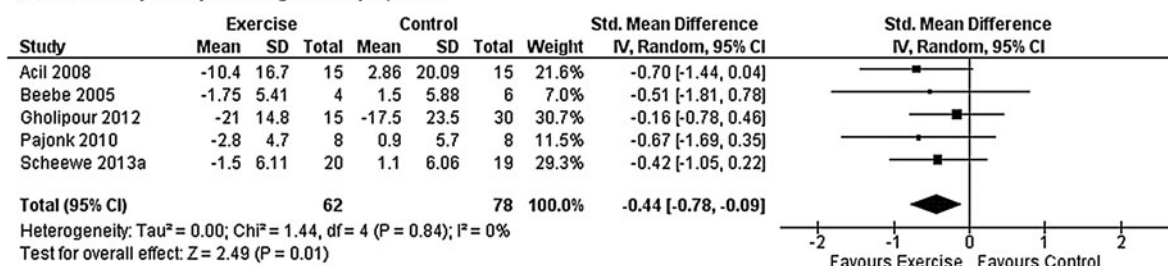 Exercise Control Std. Mean Difference Std. Mean Difference
Study Mean SD Total Mean SD Total Weight IV, Random, 95% CI IV, Random, 95% CI
Acil 2008 -10.4 16.7 15 2.86 20.09 15 21.6% -0.70 [-1.44, 0.04]
Beebe 2005 -1.75 5.41 4 1.5 5.88 6 7.0% -0.51 [-1.81, 0.78]
Gholipour 2012 -21 14.8 15 -17.5 23.5 30 30.7% -0.16 [-0.78, 0.46]
Pajonk 2010 -2.8 4.7 8 0.9 5.7 8 11.5% -0.67 [-1.69, 0.35]
Scheewe 2013a -1.5 6.11 20 1.1 6.06 19 29.3% -0.42 [-1.05, 0.22]
Total (95% CI) 62 78 100.0% -0.44 [-0.78, -0.09]
Heterogeneity: Tau² = 0.00; Chi² = 1.44, df = 4 (P = 0.84); I² = 0%
Test for overall effect: Z = 2.49 (P = 0.01)
-2 -1 0 1 2
Favours Exercise Favours Control